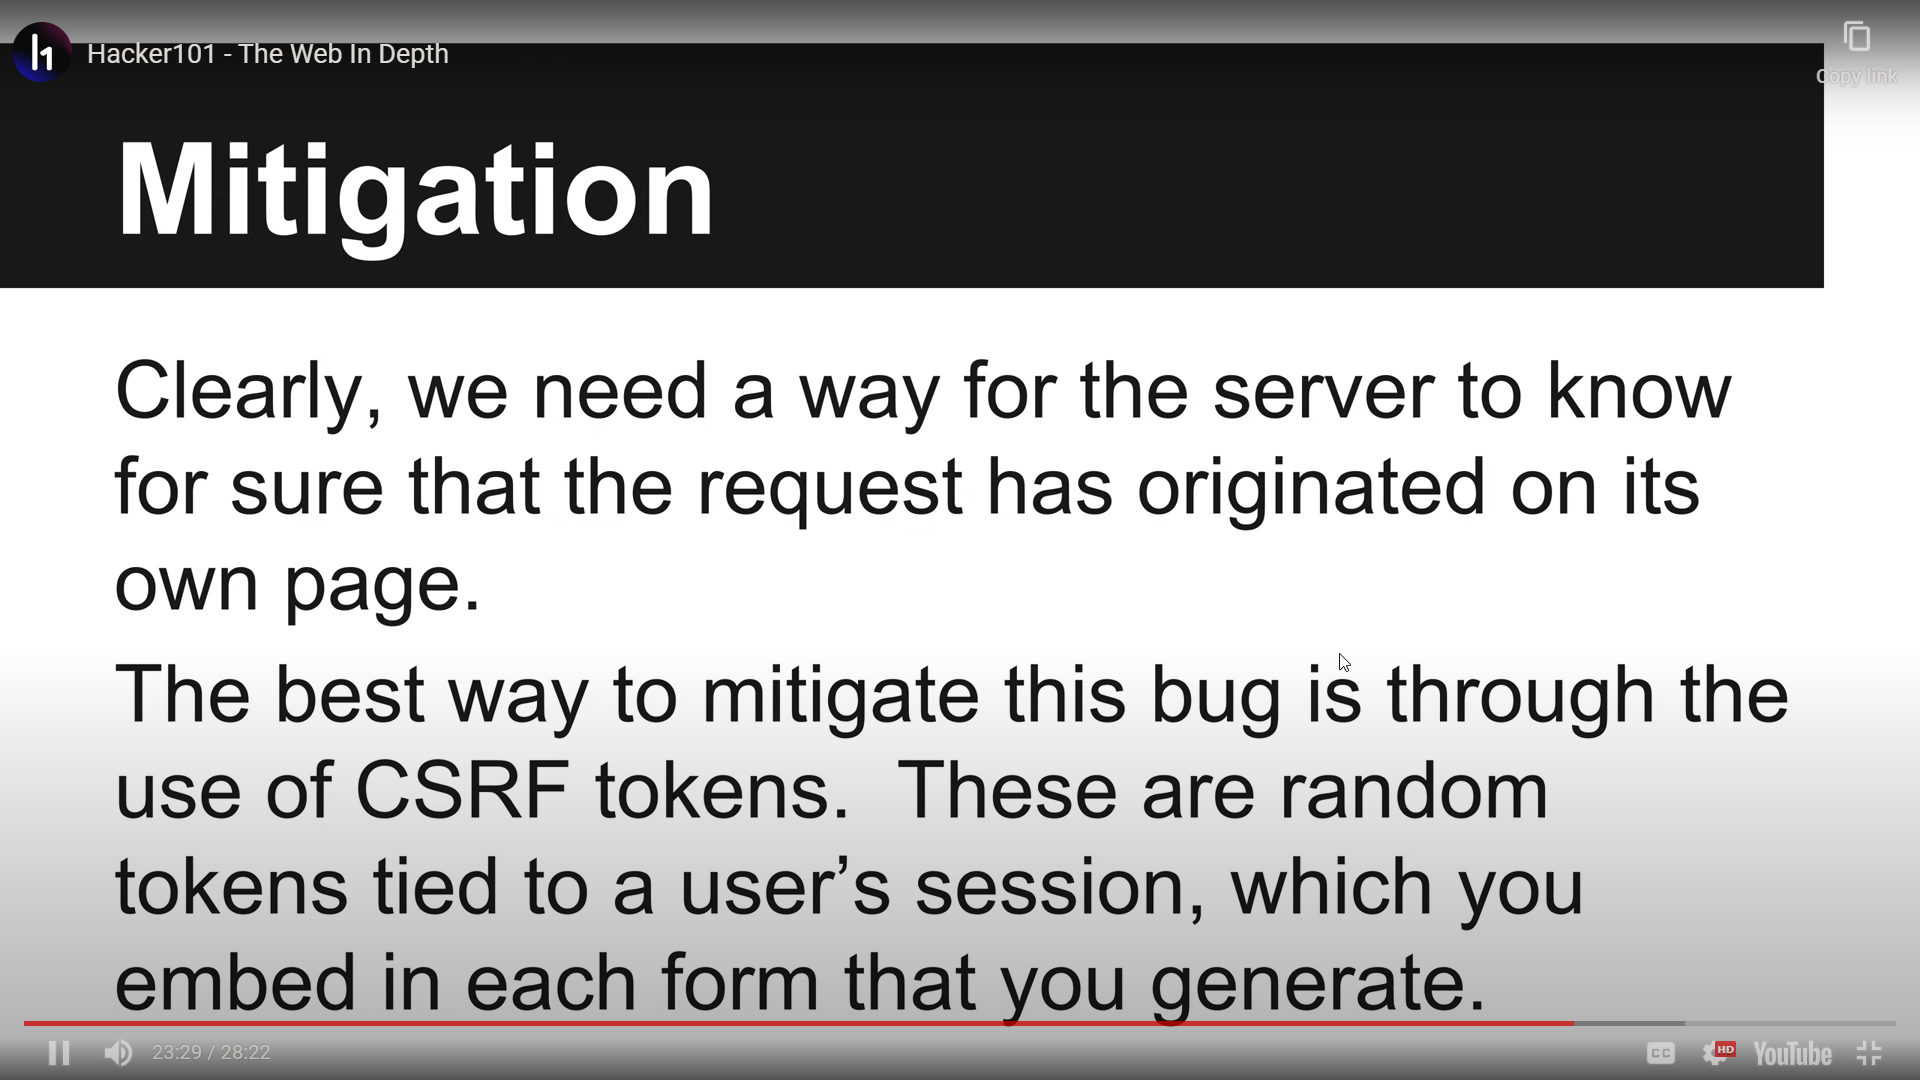 Hacker101 - The Web In Depth
Copy link
Mitigation
Clearly, we need a way for the server to know
for sure that the request has originated on its
own page.
The best way to mitigate this bug is through the
use of CSRF tokens.  These are random
tokens tied to a user’s session, which you
embed in each form that you generate.
23:29 / 28:22
CC
HD
YouTube